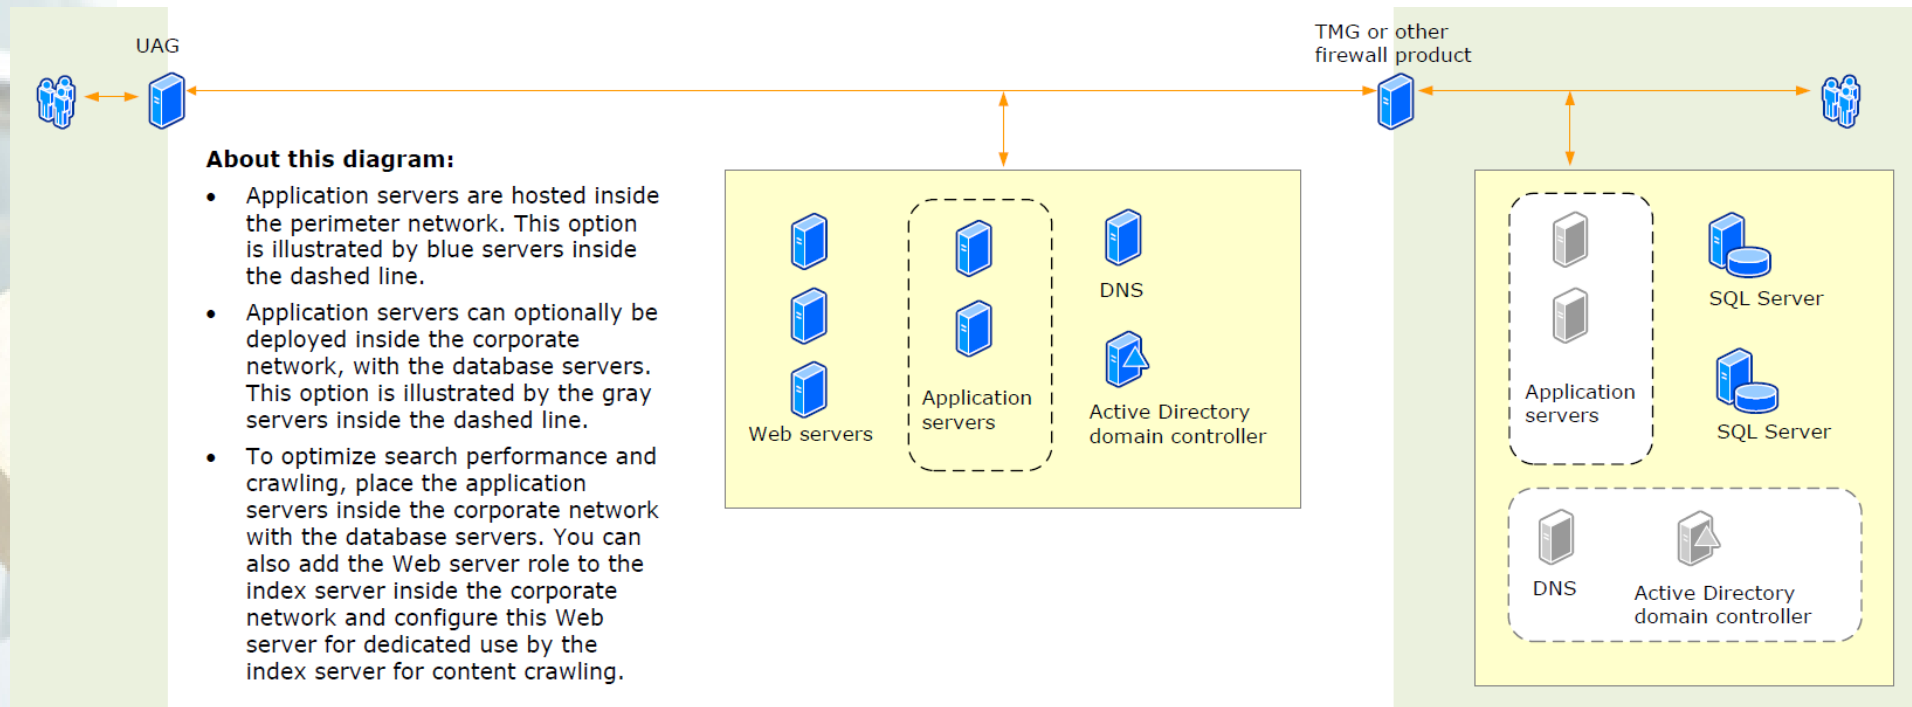 UAG
TMG or other
firewall product
About this diagram:
• Application servers are hosted inside
the perimeter network. This option
is illustrated by blue servers inside
the dashed line.
• Application servers can optionally be
deployed inside the corporate
network, with the database servers.
This option is illustrated by the gray
servers inside the dashed line.
• To optimize search performance and
crawling, place the application
servers inside the corporate network
with the database servers. You can
also add the Web server role to the
index server inside the corporate
network and configure this Web
server for dedicated use by the
index server for content crawling.
Web servers
Application
servers
DNS
Active Directory
domain controller
Application
servers
SQL Server
SQL Server
DNS
Active Directory
domain controller